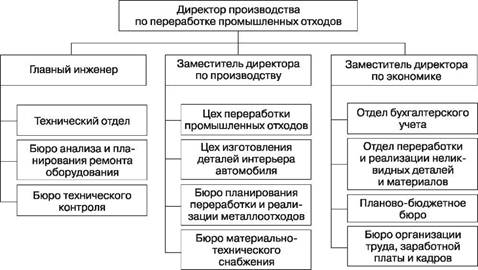 Директор производства
по переработке промышленных отходов
Главный инженер
Технический отдел
Бюро анализа и пла-
нирования ремонта
оборудования
Бюро технического
контроля
Заместитель директора
по производству
Цех переработки
промышленных отходов
Цех изготовления
деталей интерьера
автомобиля
Бюро планирования
переработки и реали-
зации металлоотходов
Бюро материально-
технического
снабжения
Заместитель директора
по экономике
Отдел бухгалтерского
учета
Отдел переработки
и реализации нелик-
видных деталей
и материалов
Планово-бюджетное
бюро
Бюро организации
труда, заработной
платы и кадров